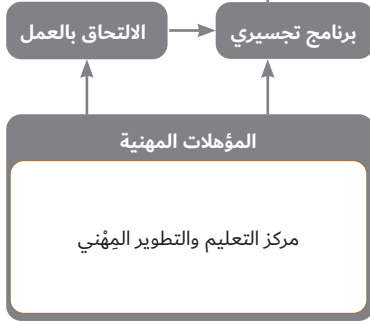 برنامج تجسيري
الالتحاق بالعمل
المؤهلات المهنية
مركز التعليم والتطوير المِهْني